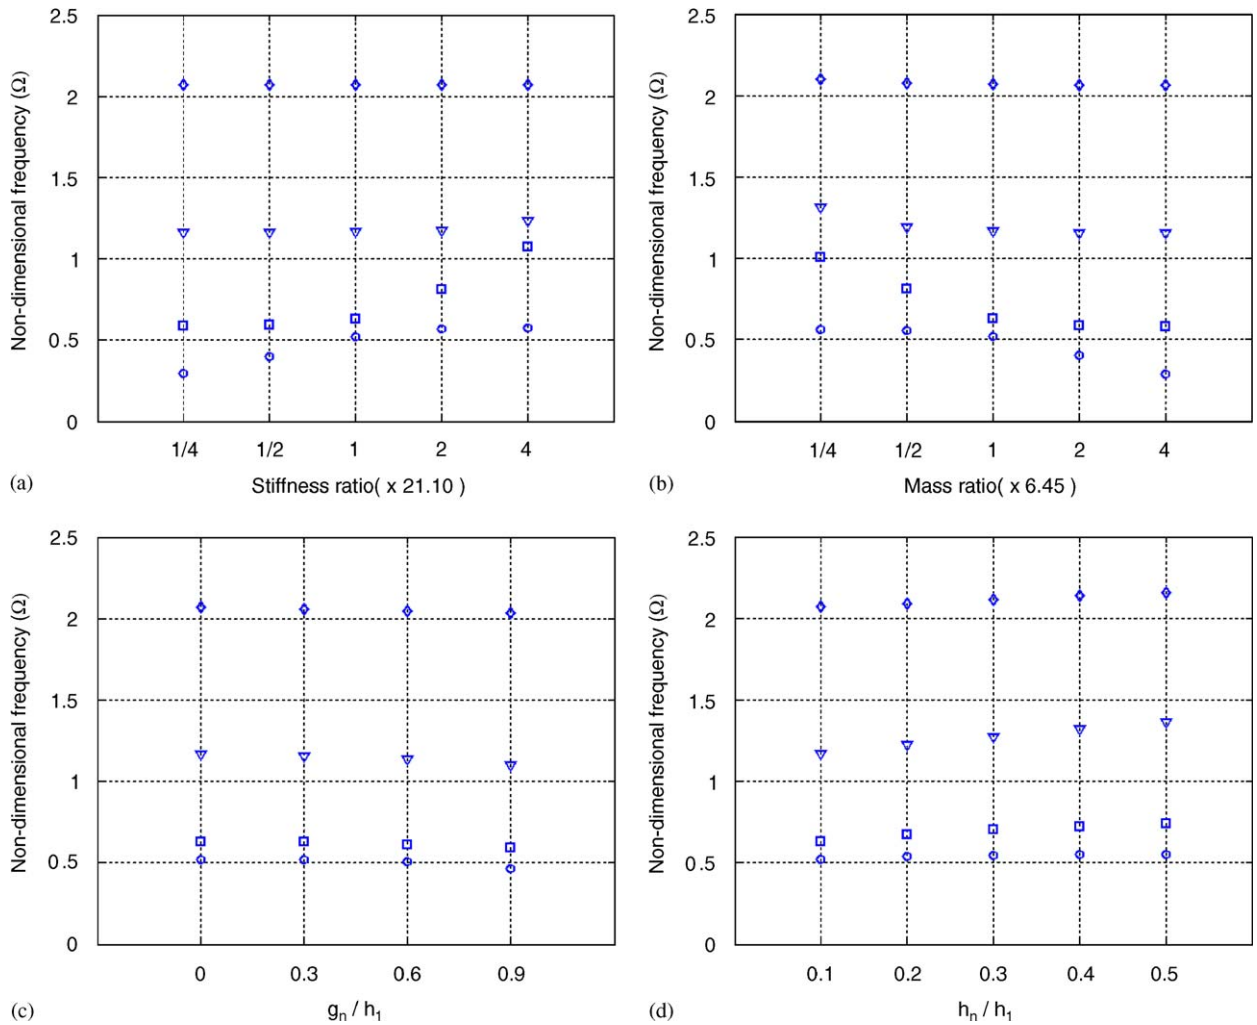 2.5
2
1.5
1
0.5
0
Non-dimensional frequency (Ω)
1/4 1/2 1 2 4
(a) Stiffness ratio( x 21.10 )
2.5
2
1.5
1
0.5
0
Non-dimensional frequency (Ω)
1/4 1/2 1 2 4
(b) Mass ratio( x 6.45 )
2.5
2
1.5
1
0.5
0
Non-dimensional frequency (Ω)
0 0.3 0.6 0.9
(c) gn / h1
2.5
2
1.5
1
0.5
0
Non-dimensional frequency (Ω)
0.1 0.2 0.3 0.4 0.5
(d) hn / h1